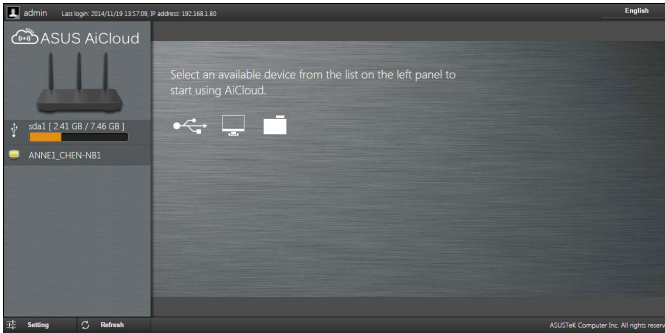 admin Last login: 2014/11/19 13:57:09, IP address: 192.168.1.80
English
ASUS AiCloud
Select an available device from the list on the left panel to
start using AiCloud.
sda1 [ 2.41 GB / 7.46 GB ]
ANNE1_CHEN-NB1
Setting
Refresh
ASUSTeK Computer Inc. All rights reserv